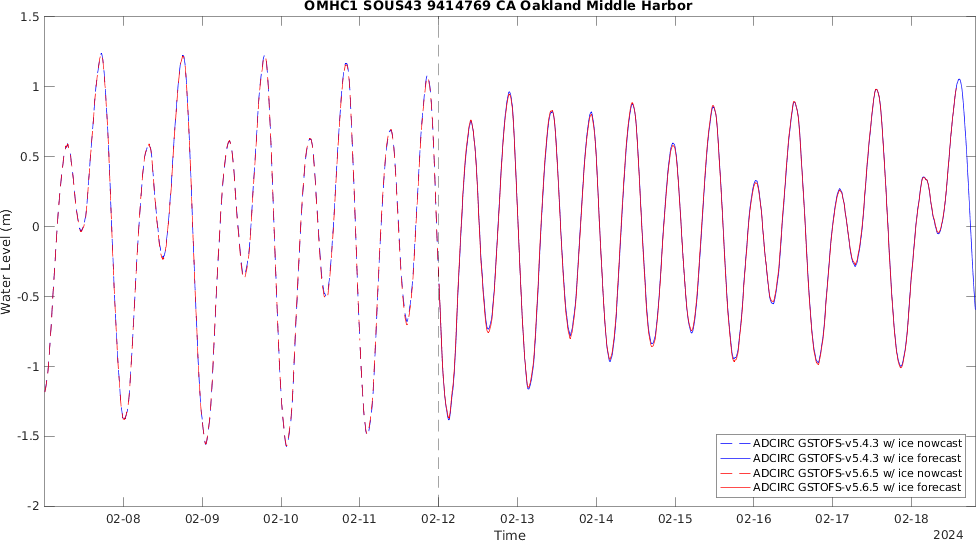 OMHC1 SOUS43 9414769 CA Oakland Middle Harbor
1.5
1
0.5
0
-0.5
-1
-1.5
-2
Water Level (m)
02-08 02-09 02-10 02-11 02-12 02-13 02-14 02-15 02-16 02-17 02-18
Time
2024
ADCIRC GSTOFS-v5.4.3 w/ ice nowcast
ADCIRC GSTOFS-v5.4.3 w/ ice forecast
ADCIRC GSTOFS-v5.6.5 w/ ice nowcast
ADCIRC GSTOFS-v5.6.5 w/ ice forecast